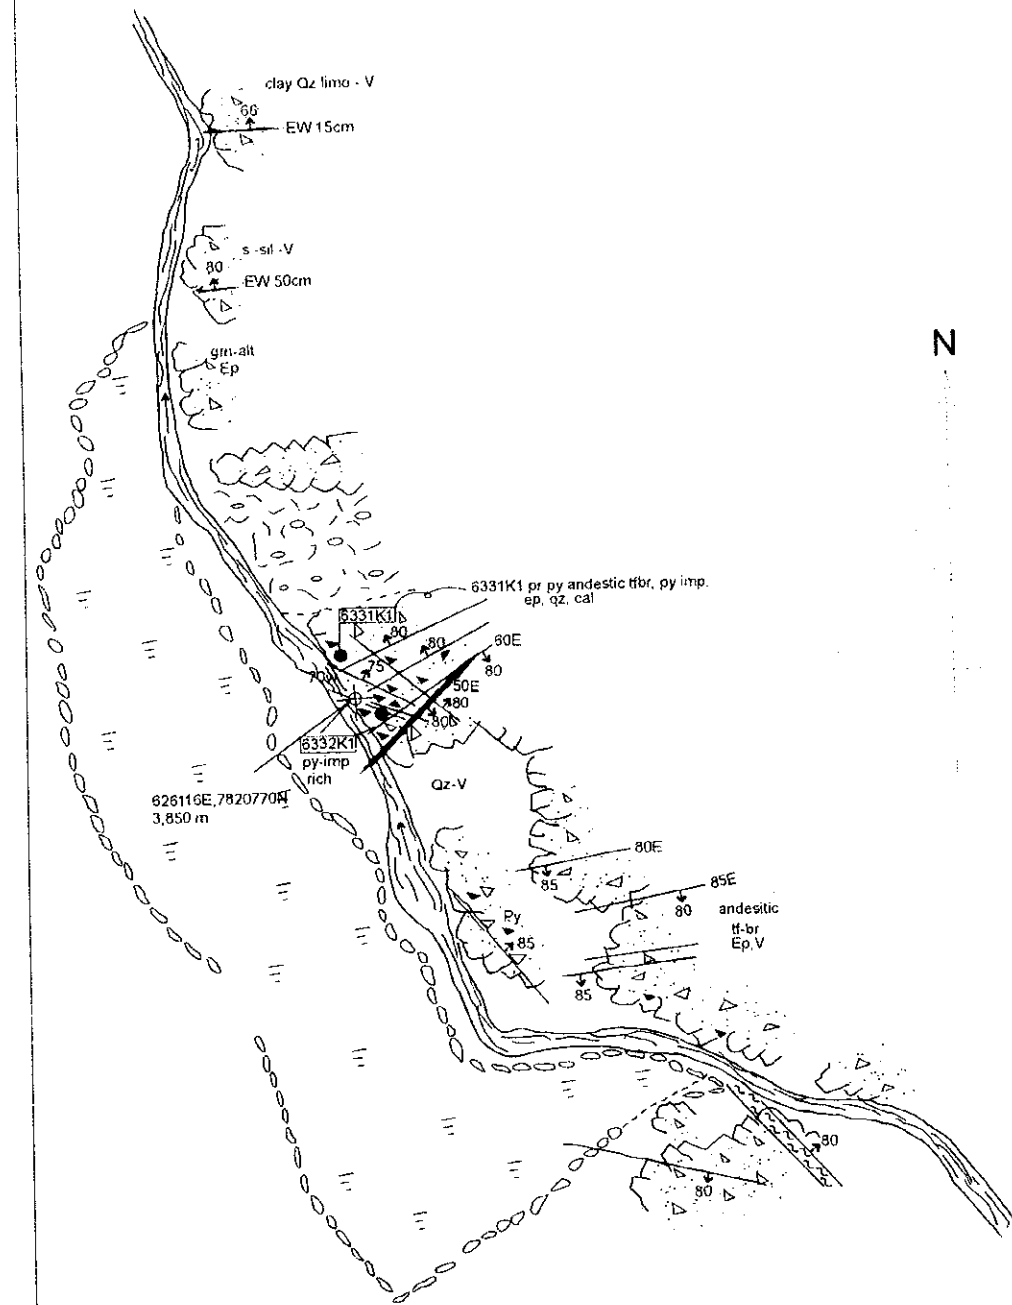 clay Qz limo - V
66
EW 15cm
s -sil -V
80
EW 50cm
grn-alt
Ep
N
6331K1 pr py andestic tfbr, py imp.
ep, qz, cal
6331K1
80
80
60E
75
80
70W
50E
80
80
6332K1
py-imp
rich
Qz-V
626116E,7820770N
3,850 m
80E
85
85E
80
andesitic
tf-br
Ep,V
Py
85
85
80
80